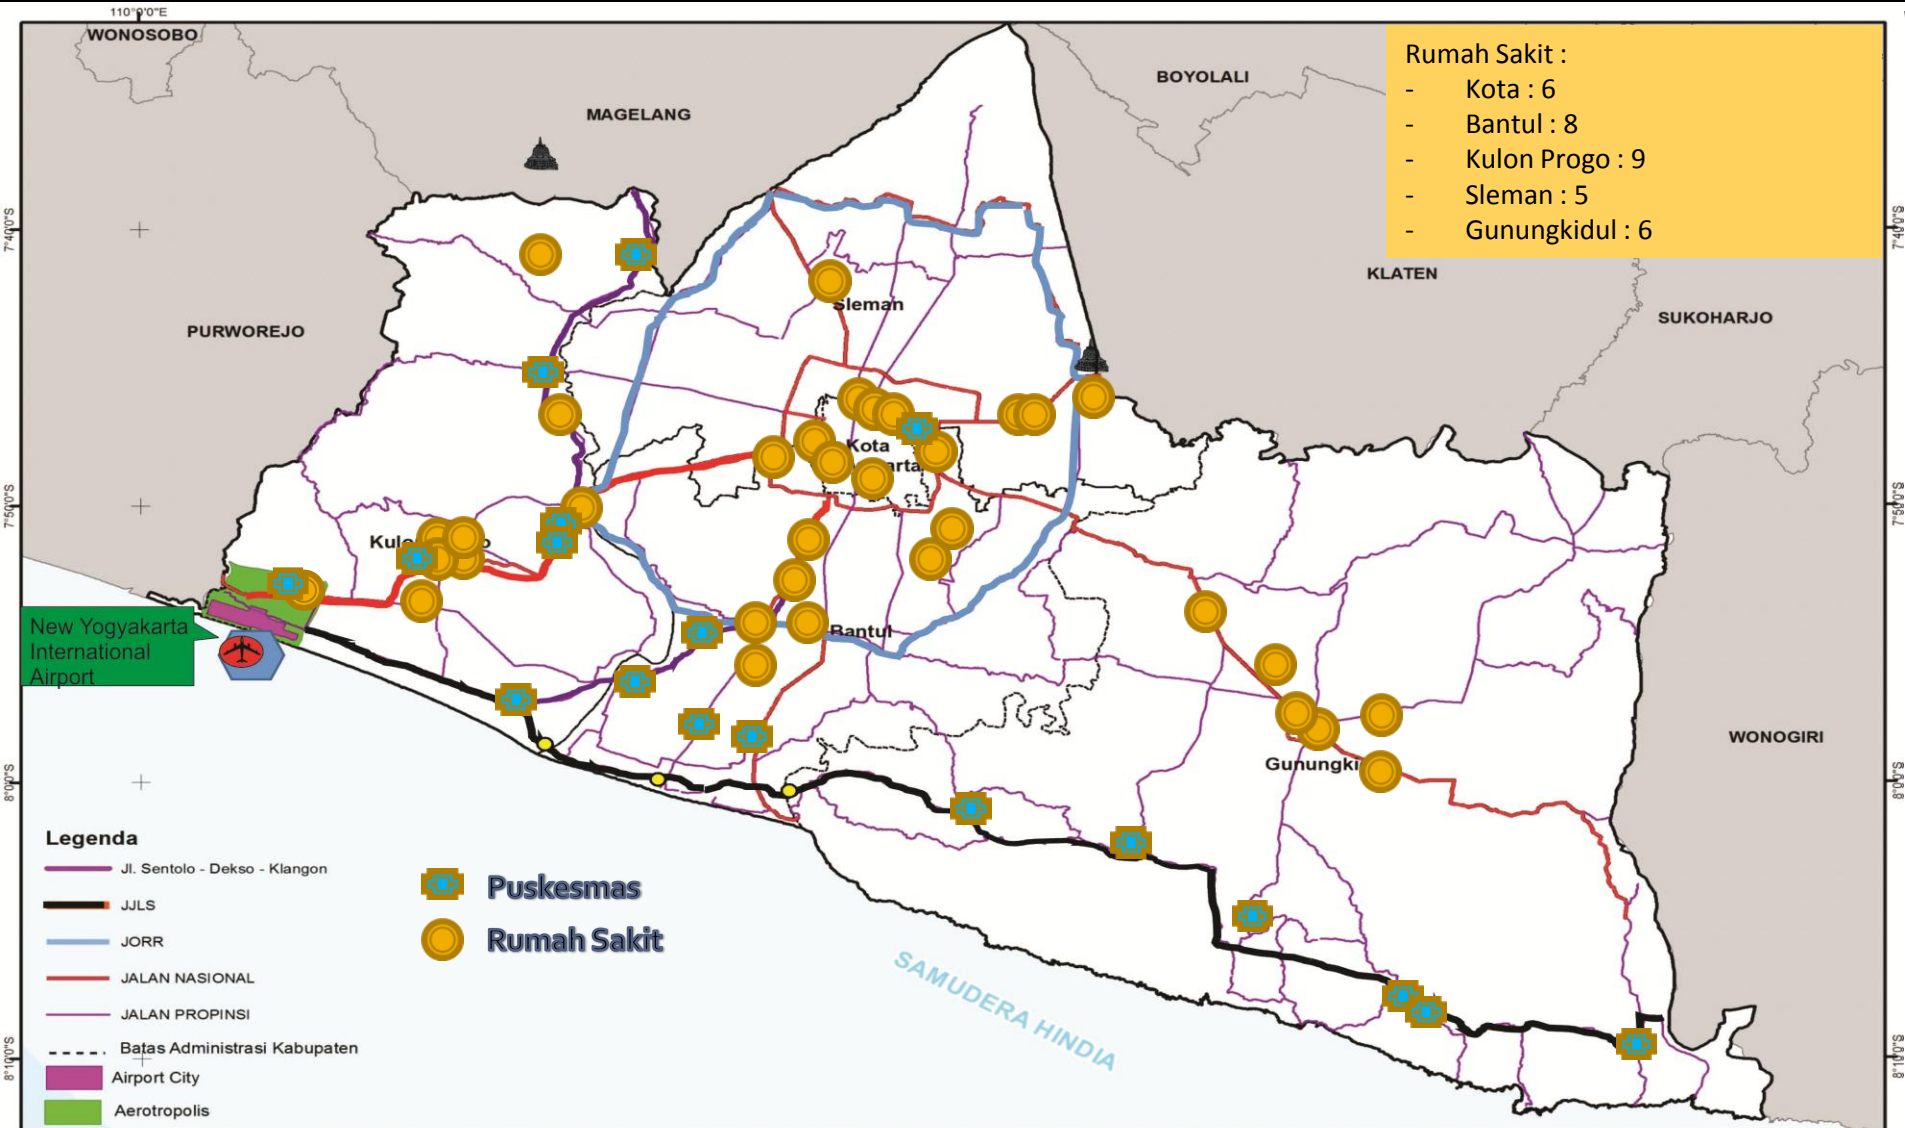 110°0'0"E
WONOSOBO
MAGELANG
BOYOLALI
Rumah Sakit :
- Kota : 6
- Bantul : 8
- Kulon Progo : 9
- Sleman : 5
- Gunungkidul : 6
7°40'0"S
7°40'0"S
KLATEN
PURWOREJO
SUKOHARJO
Sleman
Kota
arta
7°50'0"S
7°50'0"S
Kulo
o
New Yogyakarta
International
Airport
Bantul
WONOGIRI
Gunungki
8°0'0"S
8°0'0"S
Legenda
Jl. Sentolo - Dekso - Klangon
JJLS
JORR
JALAN NASIONAL
JALAN PROPINSI
Batas Administrasi Kabupaten
Airport City
Aerotropolis
Puskesmas
Rumah Sakit
SAMUDERA HINDIA
8°10'0"S
8°10'0"S